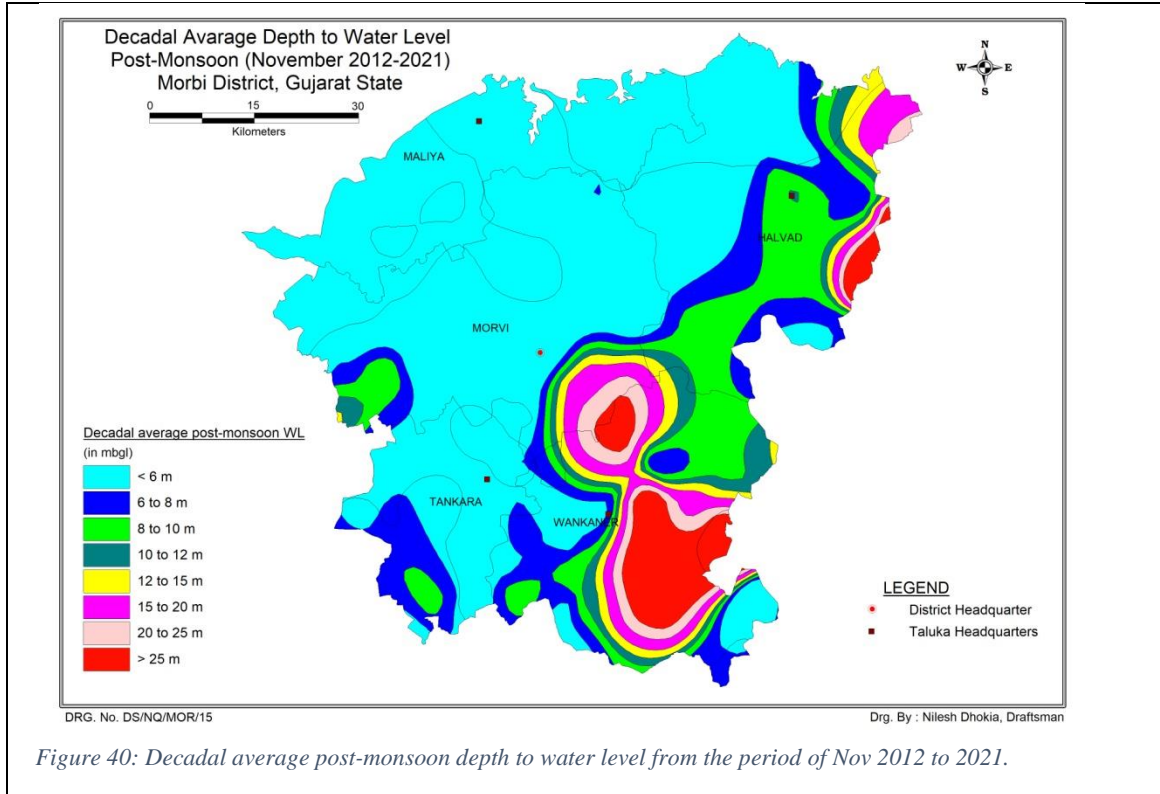 Decadal Avarage Depth to Water Level
Post-Monsoon (November 2012-2021)
Morbi District, Gujarat State
0 15 30
Kilometers
N
W E
S
MALIYA
HALVAD
MORVI
TANKARA
WANKANER
Decadal average post-monsoon WL
(in mbgl)
< 6 m
6 to 8 m
8 to 10 m
10 to 12 m
12 to 15 m
15 to 20 m
20 to 25 m
> 25 m
LEGEND
District Headquarter
Taluka Headquarters
DRG. No. DS/NQ/MOR/15
Drg. By : Nilesh Dhokia, Draftsman
Figure 40: Decadal average post-monsoon depth to water level from the period of Nov 2012 to 2021.